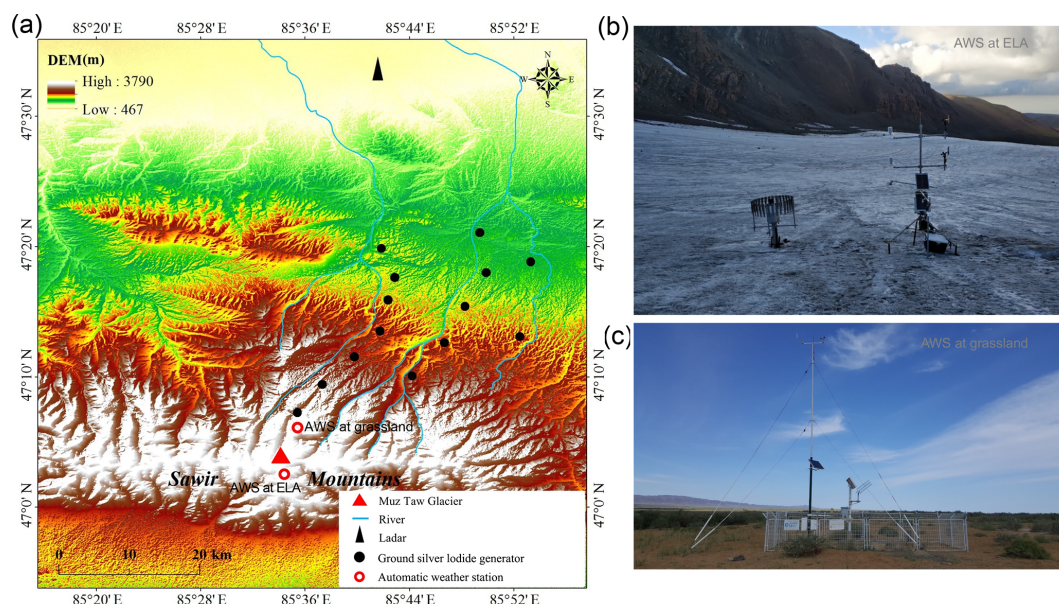 (a)
85°20' E 85°28' E 85°36' E 85°44' E 85°52' E
DEM(m)
High : 3790
Low : 467
N
W E
S
47°30' N
47°20' N
47°10' N
47°0' N
47°30' N
47°20' N
47°10' N
47°0' N
AWS at grassland
Sawir Mountains
AWS at ELA
Muz Taw Glacier
River
Ladar
Ground silver Iodide generator
Automatic weather station
0 10 20 km
85°20' E 85°28' E 85°36' E 85°44' E 85°52' E
(b)
AWS at ELA
(c)
AWS at grassland